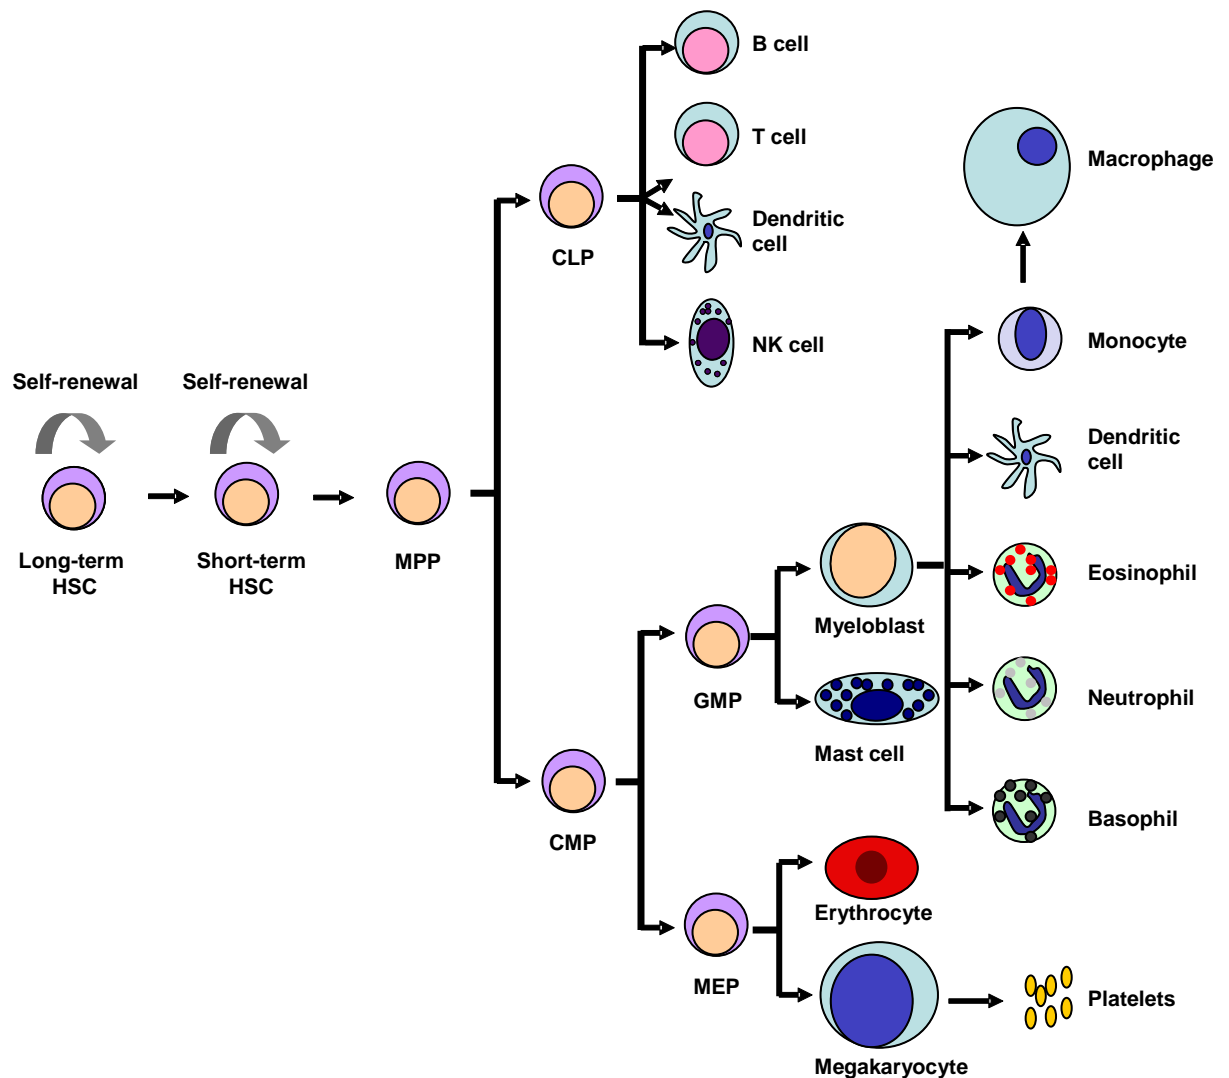 B cell
T cell
Macrophage
Dendritic
cell
CLP
NK cell
Monocyte
Self-renewal
Self-renewal
Dendritic
cell
Long-term
HSC
Short-term
HSC
MPP
Eosinophil
Myeloblast
GMP
Neutrophil
Mast cell
CMP
Basophil
Erythrocyte
MEP
Platelets
Megakaryocyte